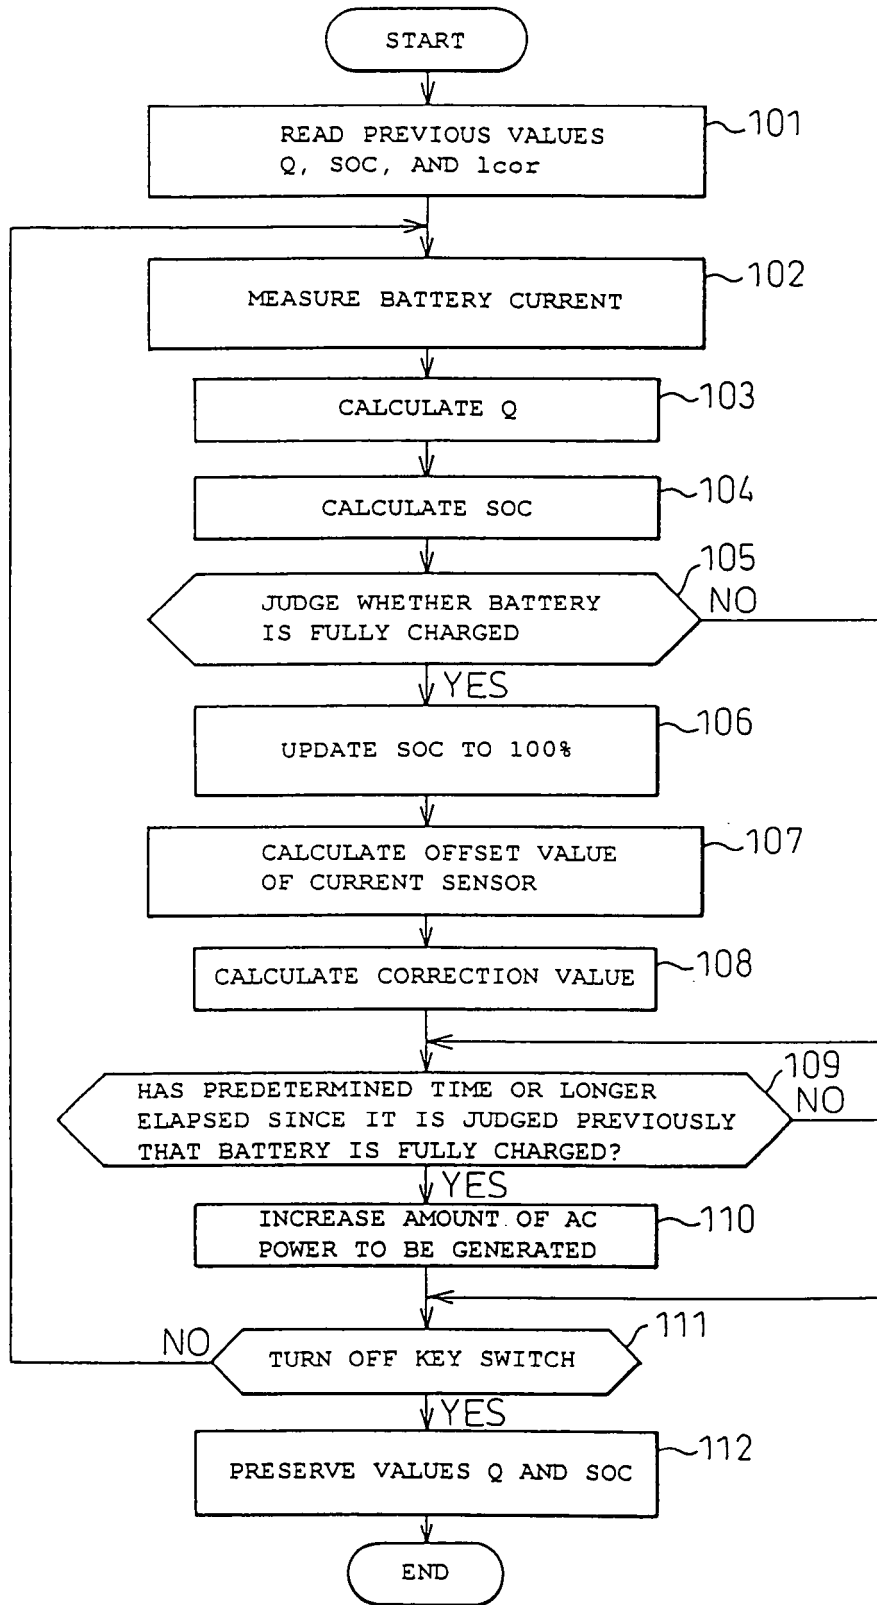 START
READ PREVIOUS VALUES
Q, SOC, AND lcor
101
MEASURE BATTERY CURRENT
102
CALCULATE Q
103
CALCULATE SOC
104
JUDGE WHETHER BATTERY
IS FULLY CHARGED
105
NO
YES
UPDATE SOC TO 100%
106
CALCULATE OFFSET VALUE
OF CURRENT SENSOR
107
CALCULATE CORRECTION VALUE
108
HAS PREDETERMINED TIME OR LONGER
ELAPSED SINCE IT IS JUDGED PREVIOUSLY
THAT BATTERY IS FULLY CHARGED?
109
NO
YES
INCREASE AMOUNT OF AC
POWER TO BE GENERATED
110
NO
TURN OFF KEY SWITCH
111
YES
PRESERVE VALUES Q AND SOC
112
END